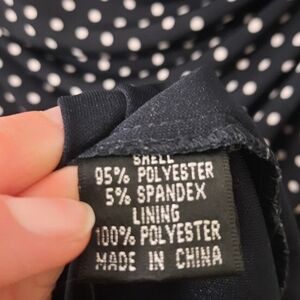 SHELL
95% POLYESTER
5% SPANDEX
LINING
100% POLYESTER
MADE IN CHINA